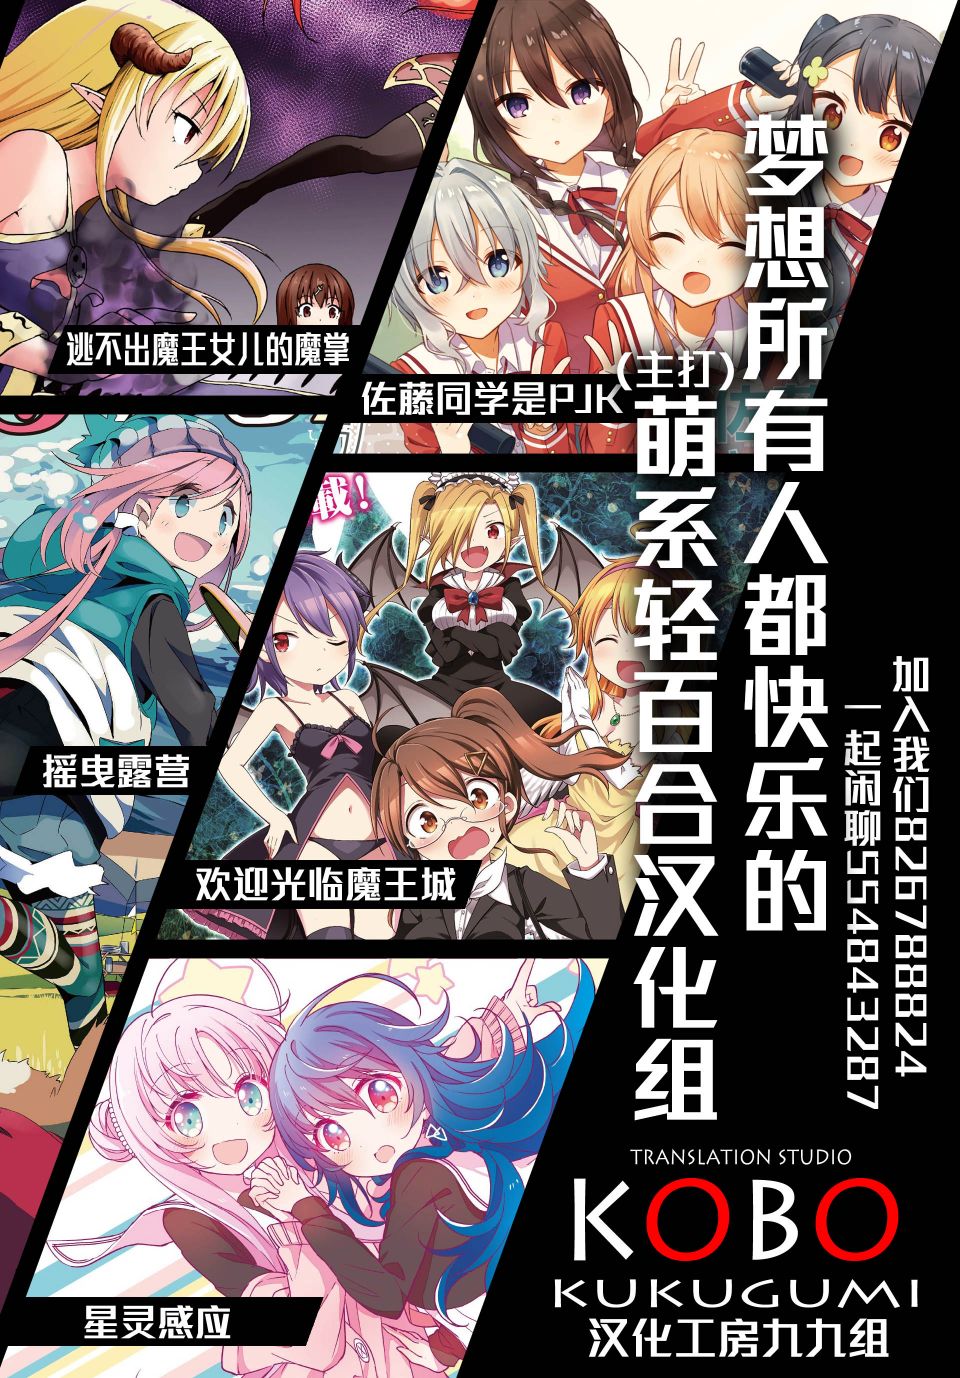 梦想所有人都快乐的
(主打)萌系轻百合汉化组
加入我们826788824
一起闲聊554843287
逃不出魔王女儿的魔掌
佐藤同学是PJK
載!
摇曳露营
欢迎光临魔王城
星灵感应
TRANSLATION STUDIO
KOBO
KUKUGUMI
汉化工房九九组